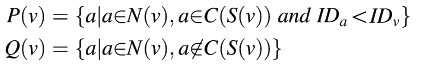 P(v) = {a|a∈N(v), a∈C(S(v)) and ID_a < ID_v}
Q(v) = {a|a∈N(v), a∉C(S(v))}